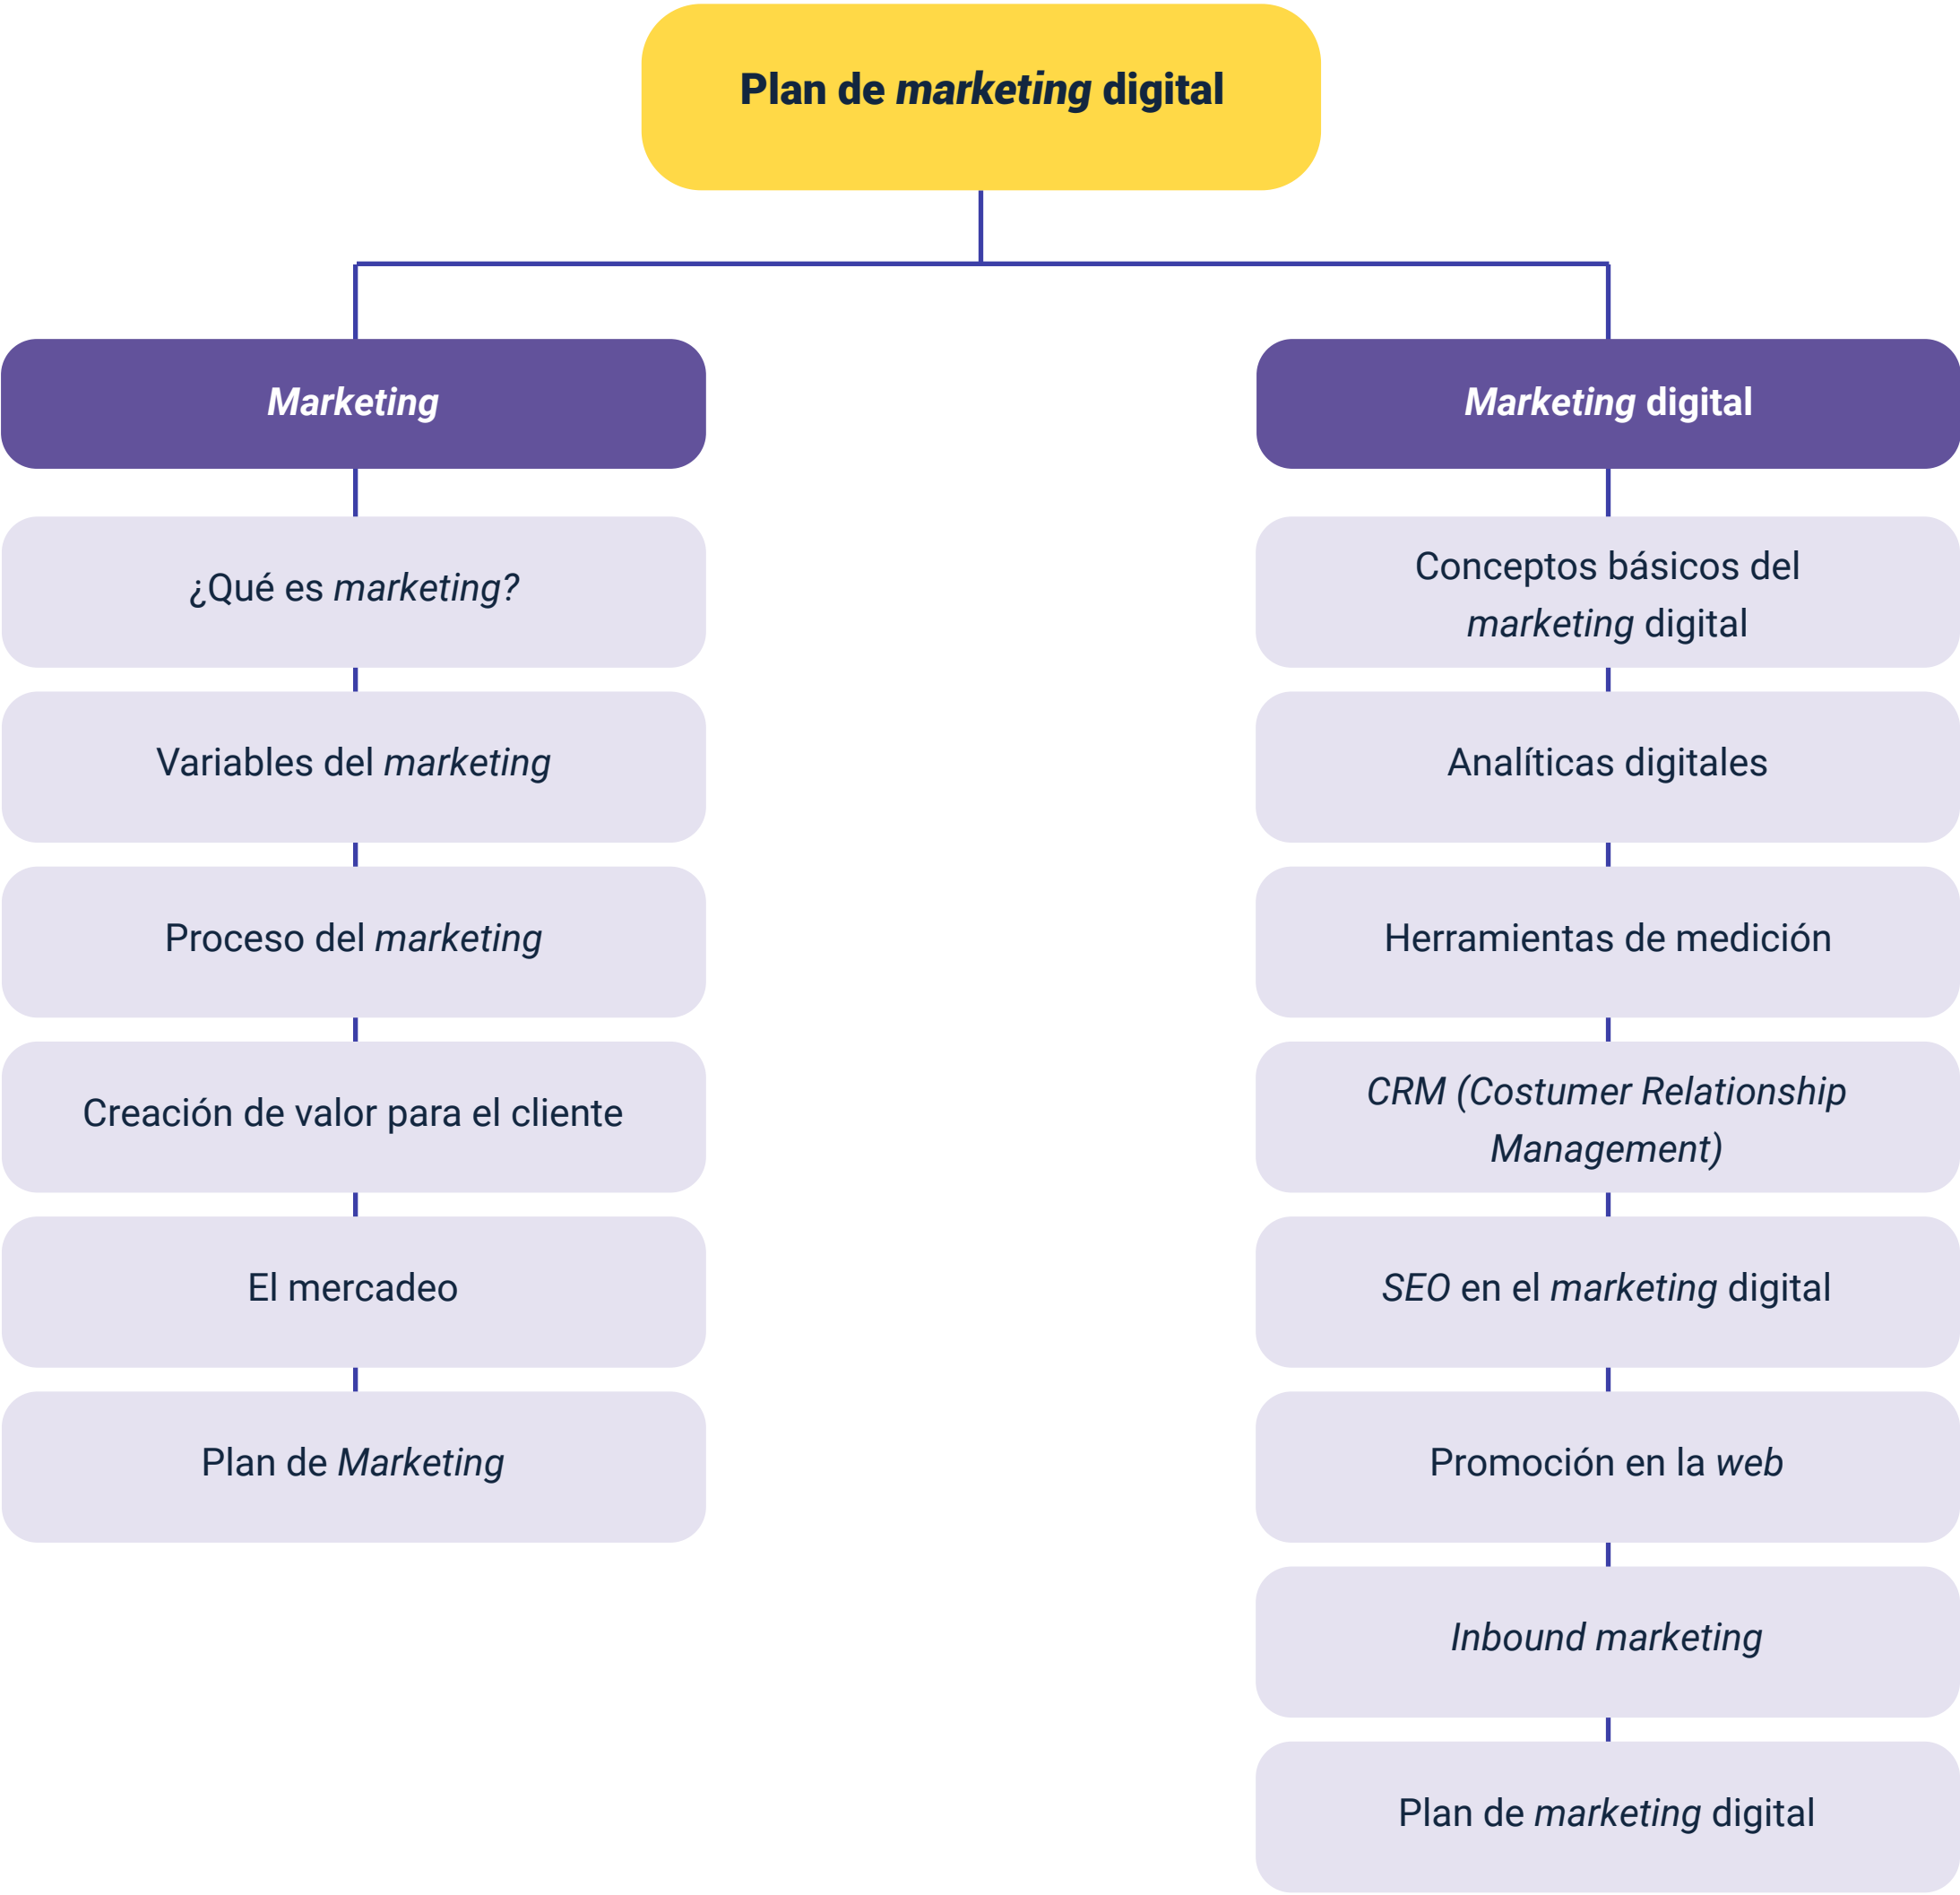 Plan de marketing digital
Marketing
¿Qué es marketing?
Variables del marketing
Proceso del marketing
Creación de valor para el cliente
El mercadeo
Plan de Marketing
Marketing digital
Conceptos básicos del
marketing digital
Analíticas digitales
Herramientas de medición
CRM (Costumer Relationship
Management)
SEO en el marketing digital
Promoción en la web
Inbound marketing
Plan de marketing digital